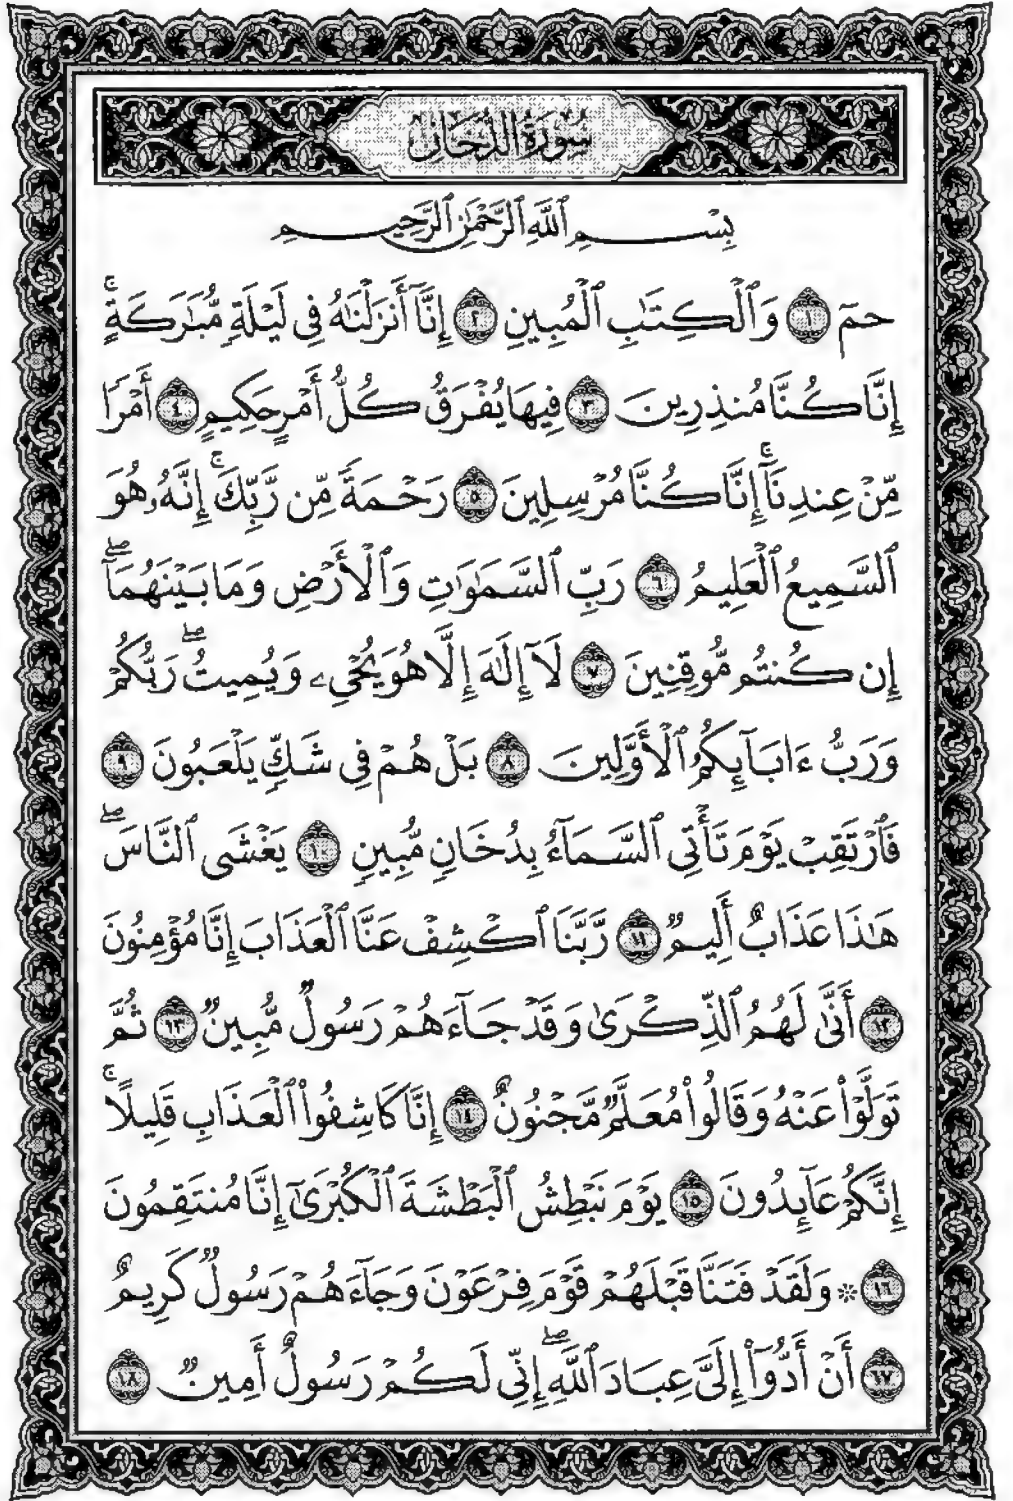 سُورَةُ الدُّخَانِ
بِسْمِ ٱللَّهِ ٱلرَّحْمَٰنِ ٱلرَّحِيمِ
حمٓ ١ وَٱلْكِتَٰبِ ٱلْمُبِينِ ٢ إِنَّآ أَنزَلْنَٰهُ فِى لَيْلَةٍ مُّبَٰرَكَةٍ ۚ
إِنَّا كُنَّا مُنذِرِينَ ٣ فِيهَا يُفْرَقُ كُلُّ أَمْرٍ حَكِيمٍ ٤ أَمْرًا
مِّنْ عِندِنَآ ۚ إِنَّا كُنَّا مُرْسِلِينَ ٥ رَحْمَةً مِّن رَّبِّكَ ۚ إِنَّهُۥ هُوَ
ٱلسَّمِيعُ ٱلْعَلِيمُ ٦ رَبِّ ٱلسَّمَٰوَٰتِ وَٱلْأَرْضِ وَمَا بَيْنَهُمَآ ۖ
إِن كُنتُم مُّوقِنِينَ ٧ لَآ إِلَٰهَ إِلَّا هُوَ يُحْىِۦ وَيُمِيتُ ۖ رَبُّكُمْ
وَرَبُّ ءَابَآئِكُمُ ٱلْأَوَّلِينَ ٨ بَلْ هُمْ فِى شَكٍّ يَلْعَبُونَ ٩
فَٱرْتَقِبْ يَوْمَ تَأْتِى ٱلسَّمَآءُ بِدُخَانٍ مُّبِينٍ ١٠ يَغْشَى ٱلنَّاسَ ۖ
هَٰذَا عَذَابٌ أَلِيمٌ ١١ رَّبَّنَا ٱكْشِفْ عَنَّا ٱلْعَذَابَ إِنَّا مُؤْمِنُونَ
١٢ أَنَّىٰ لَهُمُ ٱلذِّكْرَىٰ وَقَدْ جَآءَهُمْ رَسُولٌ مُّبِينٌ ١٣ ثُمَّ
تَوَلَّوْا۟ عَنْهُ وَقَالُوا۟ مُعَلَّمٌ مَّجْنُونٌ ١٤ إِنَّا كَاشِفُوا۟ ٱلْعَذَابِ قَلِيلًا ۚ
إِنَّكُمْ عَآئِدُونَ ١٥ يَوْمَ نَبْطِشُ ٱلْبَطْشَةَ ٱلْكُبْرَىٰٓ إِنَّا مُنتَقِمُونَ
١٦ ۞ وَلَقَدْ فَتَنَّا قَبْلَهُمْ قَوْمَ فِرْعَوْنَ وَجَآءَهُمْ رَسُولٌ كَرِيمٌ
١٧ أَنْ أَدُّوٓا۟ إِلَىَّ عِبَادَ ٱللَّهِ ۖ إِنِّى لَكُمْ رَسُولٌ أَمِينٌ ١٨